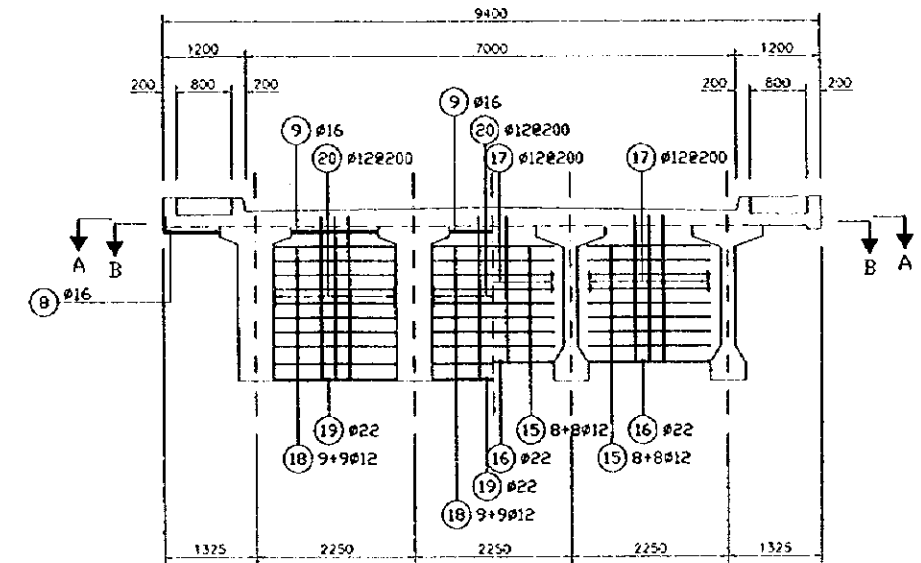 9400
1200 7000 1200
200 800 200 200 800 200
9 ø16 9 ø16
20 ø12@200 20 ø12@200
17 ø12@200 17 ø12@200
A B B A
8 ø16
19 ø22 15 8+8ø12 16 ø22
18 9+9ø12 16 ø22 15 8+8ø12
19 ø22
18 9+9ø12
1325 2250 2250 2250 1325